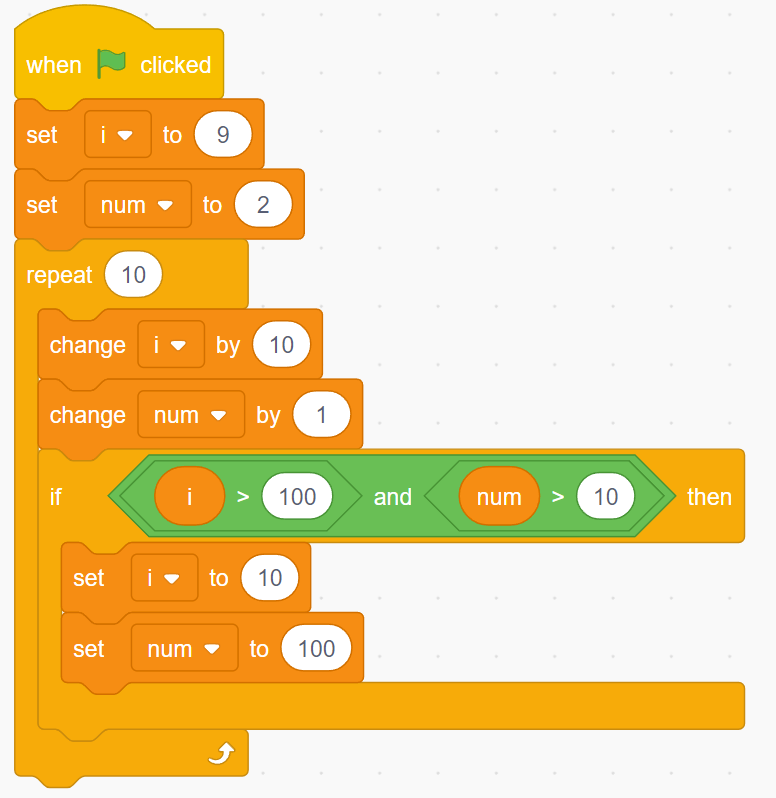 when clicked
set i to 9
set num to 2
repeat 10
change i by 10
change num by 1
if i > 100 and num > 10 then
set i to 10
set num to 100